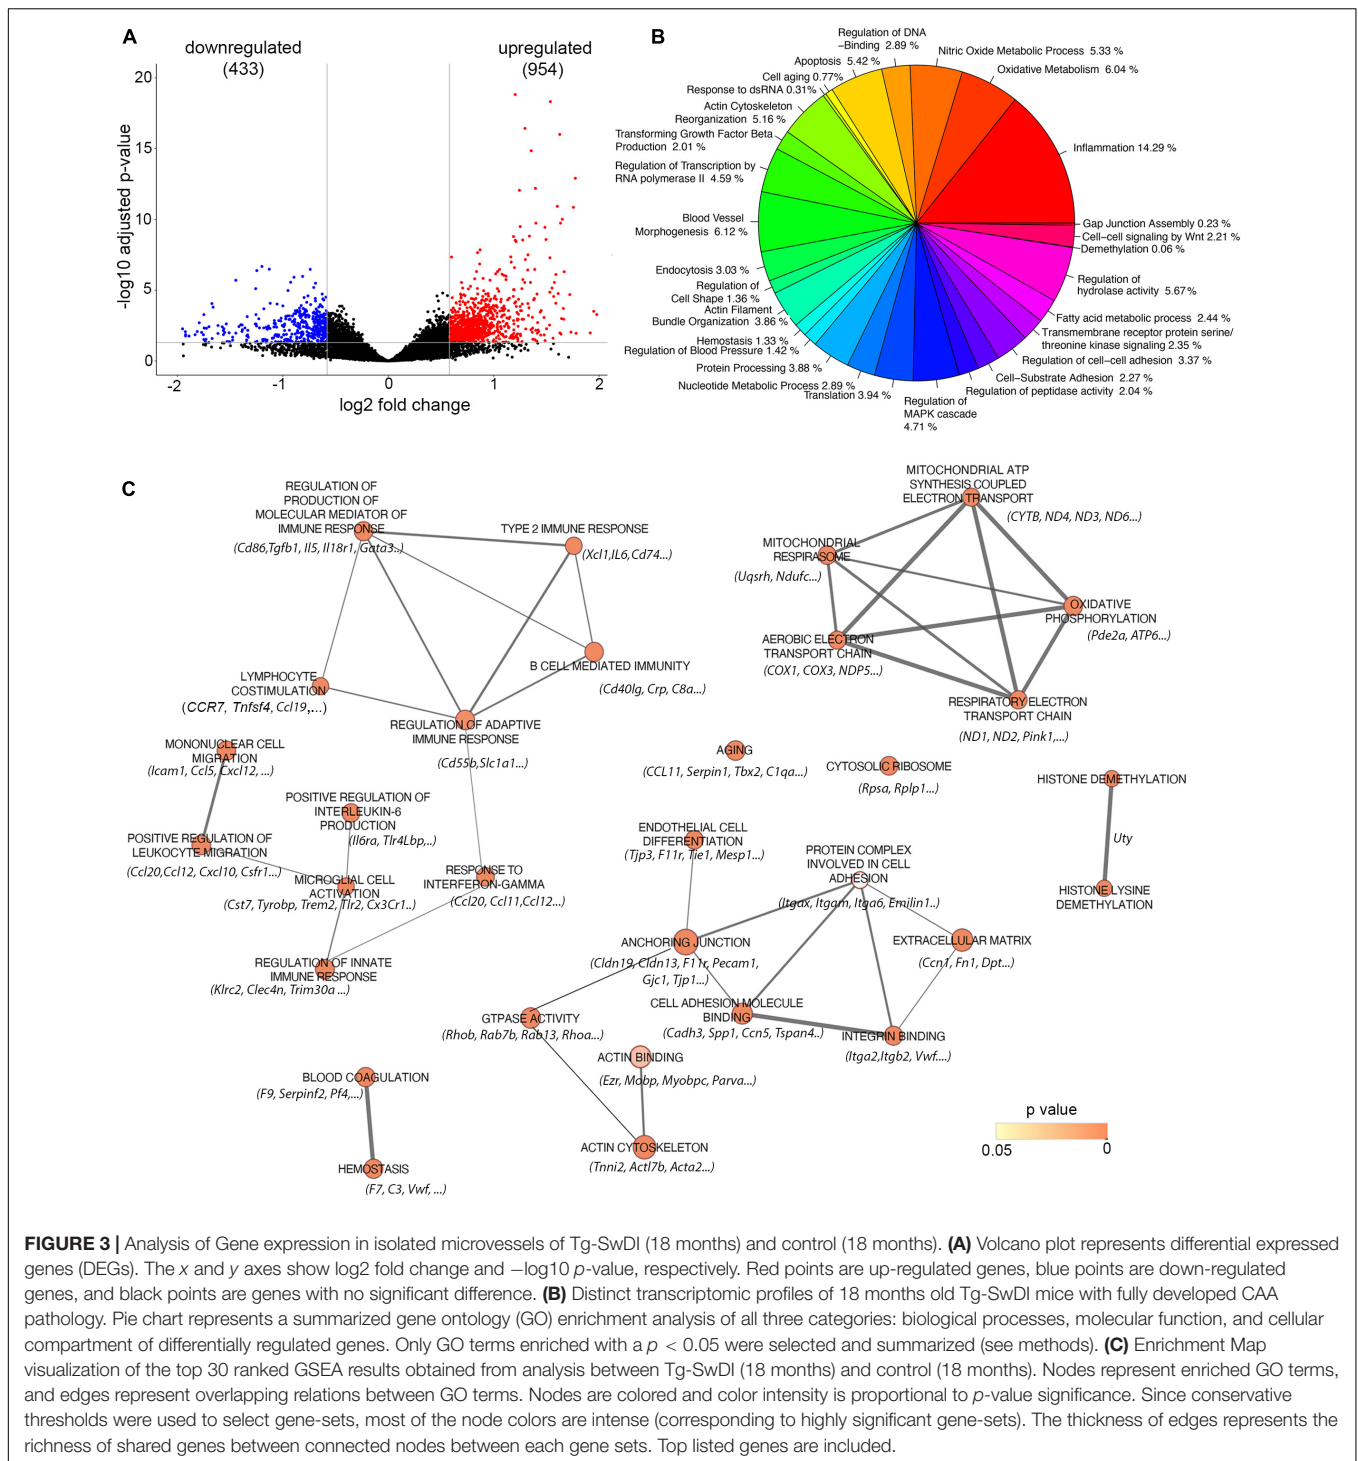 A
downregulated
(433)
upregulated
(954)
20
15
10
5
0
-log10 adjusted p-value
-2
-1
0
1
2
log2 fold change
B
Regulation of DNA
−Binding 2.89 %
Nitric Oxide Metabolic Process 5.33 %
Apoptosis 5.42 %
Oxidative Metabolism 6.04 %
Cell aging 0.77%
Response to dsRNA 0.31%
Actin Cytoskeleton
Reorganization 5.16 %
Transforming Growth Factor Beta
Production 2.01 %
Inflammation 14.29 %
Regulation of Transcription by
RNA polymerase II 4.59 %
Blood Vessel
Morphogenesis 6.12 %
Gap Junction Assembly 0.23 %
Cell−cell signaling by Wnt 2.21 %
Demethylation 0.06 %
Endocytosis 3.03 %
Regulation of
hydrolase activity 5.67 %
Regulation of
Cell Shape 1.36 %
Actin Filament
Bundle Organization 3.86 %
Fatty acid metabolic process 2.44 %
Transmembrane receptor protein serine/
threonine kinase signaling 2.35 %
Hemostasis 1.33 %
Regulation of Blood Pressure 1.42 %
Regulation of cell−cell adhesion 3.37 %
Protein Processing 3.88 %
Cell−Substrate Adhesion 2.27 %
Nucleotide Metabolic Process 2.89 %
Regulation of peptidase activity 2.04 %
Translation 3.94 %
Regulation of
MAPK cascade
4.71 %
C
REGULATION OF
PRODUCTION OF
MOLECULAR MEDIATOR OF
IMMUNE RESPONSE
(Cd86,Tgfb1, Il5, Il18r1, Gata3..)
TYPE 2 IMMUNE RESPONSE
(Xcl1,IL6,Cd74...)
B CELL MEDIATED IMMUNITY
(Cd40lg, Crp, C8a...)
LYMPHOCYTE
COSTIMULATION
(CCR7, Tnfsf4, Ccl19,...)
REGULATION OF ADAPTIVE
IMMUNE RESPONSE
(Cd55b,Slc1a1...)
MONONUCLEAR CELL
MIGRATION
(Icam1, Ccl5, Cxcl12, ...)
POSITIVE REGULATION OF
INTERLEUKIN-6
PRODUCTION
(Il6ra, Tlr4Lbp,..)
POSITIVE REGULATION OF
LEUKOCYTE MIGRATION
(Ccl20,Ccl12, Cxcl10, Csfr1...)
MICROGLIAL CELL
ACTIVATION
(Cst7, Tyrobp, Trem2, Tlr2, Cx3Cr1..)
RESPONSE TO
INTERFERON-GAMMA
(Ccl20, Ccl11,Ccl12...)
REGULATION OF INNATE
IMMUNE RESPONSE
(Klrc2, Clec4n, Trim30a ...)
MITOCHONDRIAL ATP
SYNTHESIS COUPLED
ELECTRON TRANSPORT
(CYTB, ND4, ND3, ND6...)
MITOCHONDRIAL
RESPIRASOME
(Uqsrh, Ndufc...)
OXIDATIVE
PHOSPHORYLATION
(Pde2a, ATP6...)
AEROBIC ELECTRON
TRANSPORT CHAIN
(COX1, COX3, NDP5...)
RESPIRATORY ELECTRON
TRANSPORT CHAIN
(ND1, ND2, Pink1,...)
AGING
(CCL11, Serpin1, Tbx2, C1qa...)
CYTOSOLIC RIBOSOME
(Rpsa, Rplp1...)
HISTONE DEMETHYLATION
Uty
HISTONE LYSINE
DEMETHYLATION
ENDOTHELIAL CELL
DIFFERENTIATION
(Tjp3, F11r, Tie1, Mesp1...)
PROTEIN COMPLEX
INVOLVED IN CELL
ADHESION
(Itgax, Itgam, Itga6, Emilin1..)
ANCHORING JUNCTION
(Cldn19, Cldn13, F11r, Pecam1,
Gjc1, Tjp1...)
EXTRACELLULAR MATRIX
(Ccn1, Fn1, Dpt...)
CELL ADHESION MOLECULE
BINDING
(Cadh3, Spp1, Ccn5, Tspan4..)
INTEGRIN BINDING
(Itga2,Itgb2, Vwf....)
GTPASE ACTIVITY
(Rhob, Rab7b, Rab13, Rhoa...)
ACTIN BINDING
(Ezr, Mobp, Myobpc, Parva...)
ACTIN CYTOSKELETON
(Tnni2, Actl7b, Acta2...)
BLOOD COAGULATION
(F9, Serpinf2, Pf4,...)
HEMOSTASIS
(F7, C3, Vwf, ...)
p value
0.05
0
FIGURE 3 | Analysis of Gene expression in isolated microvessels of Tg-SwDI (18 months) and control (18 months). (A) Volcano plot represents differential expressed
genes (DEGs). The x and y axes show log2 fold change and −log10 p-value, respectively. Red points are up-regulated genes, blue points are down-regulated
genes, and black points are genes with no significant difference. (B) Distinct transcriptomic profiles of 18 months old Tg-SwDI mice with fully developed CAA
pathology. Pie chart represents a summarized gene ontology (GO) enrichment analysis of all three categories: biological processes, molecular function, and cellular
compartment of differentially regulated genes. Only GO terms enriched with a p < 0.05 were selected and summarized (see methods). (C) Enrichment Map
visualization of the top 30 ranked GSEA results obtained from analysis between Tg-SwDI (18 months) and control (18 months). Nodes represent enriched GO terms,
and edges represent overlapping relations between GO terms. Nodes are colored and color intensity is proportional to p-value significance. Since conservative
thresholds were used to select gene-sets, most of the node colors are intense (corresponding to highly significant gene-sets). The thickness of edges represents the
richness of shared genes between connected nodes between each gene sets. Top listed genes are included.